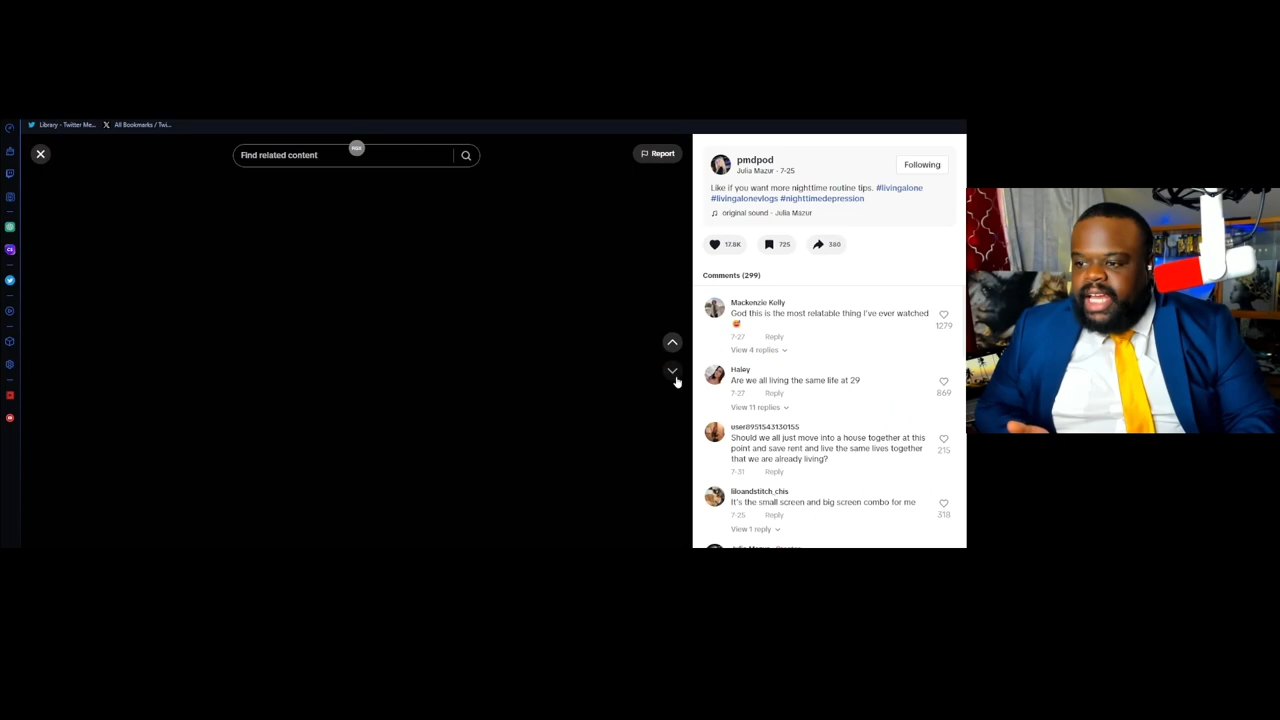 Library - Twitter Me...
All Bookmarks / Twi...
Find related content
Report
pmdpod
Julia Mazur · 7-25
Following
Like if you want more nighttime routine tips. #livingalone
#livingalonevlogs #nighttimedepression
original sound - Julia Mazur
17.8K
725
380
Comments (299)
Mackenzie Kelly
God this is the most relatable thing I've ever watched
1279
7-27 Reply
View 4 replies
Haley
Are we all living the same life at 29
869
7-27 Reply
View 11 replies
user8951543130155
Should we all just move into a house together at this
point and save rent and live the same lives together
that we are already living?
215
7-31 Reply
liloandstitch_chis
It's the small screen and big screen combo for me
318
7-25 Reply
View 1 reply